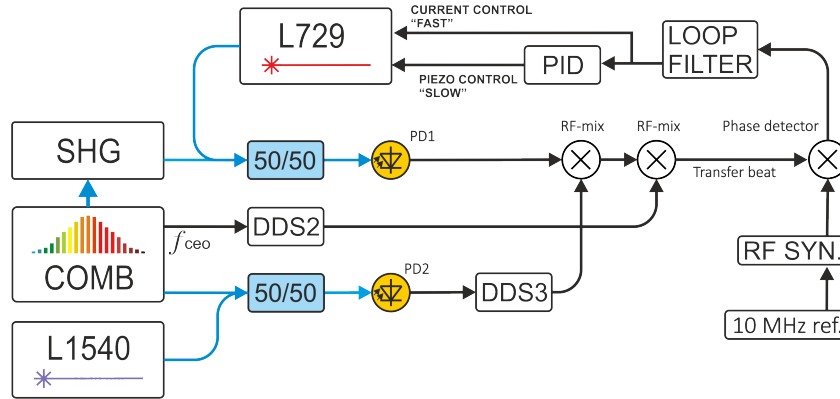 CURRENT CONTROL
"FAST"
L729
LOOP
FILTER
PID
PIEZO CONTROL
"SLOW"
SHG
50/50
PD1
RF-mix
RF-mix
Phase detector
Transfer beat
fceo
DDS2
COMB
RF SYN.
50/50
PD2
DDS3
10 MHz ref.
L1540